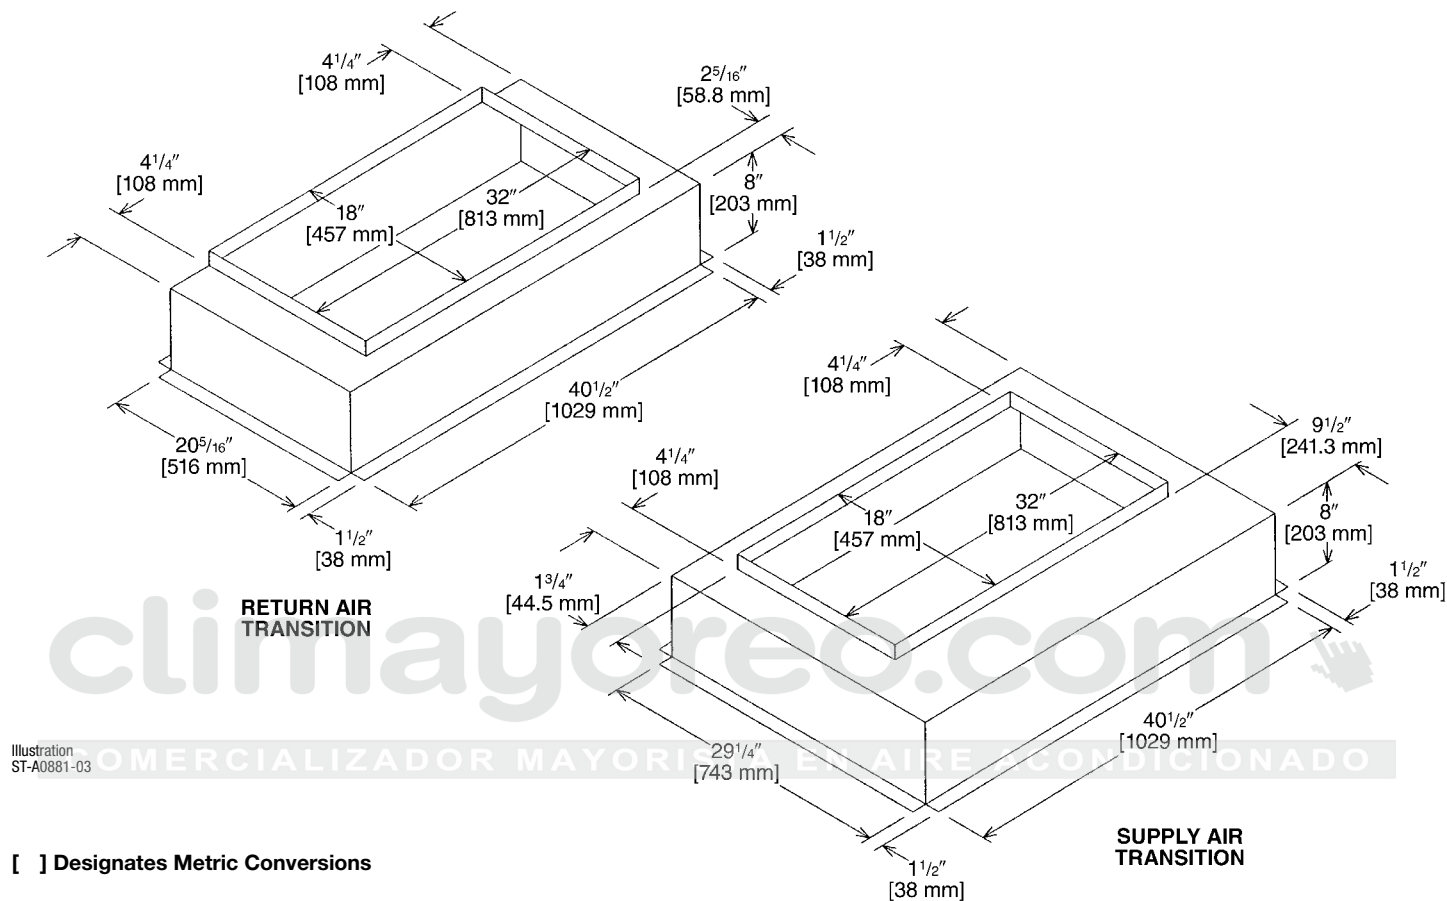 4 1/4″
[108 mm]
2 5/16″
[58.8 mm]
4 1/4″
[108 mm]
8″
[203 mm]
32″
[813 mm]
18″
[457 mm]
1 1/2″
[38 mm]
40 1/2″
[1029 mm]
20 5/16″
[516 mm]
1 1/2″
[38 mm]
RETURN AIR
TRANSITION
4 1/4″
[108 mm]
9 1/2″
[241.3 mm]
4 1/4″
[108 mm]
32″
[813 mm]
18″
[457 mm]
8″
[203 mm]
1 3/4″
[44.5 mm]
1 1/2″
[38 mm]
climayoreo.com
40 1/2″
[1029 mm]
29 1/4″
[743 mm]
COMERCIALIZADOR MAYORISTA EN AIRE ACONDICIONADO
Illustration
ST-A0881-03
1 1/2″
[38 mm]
SUPPLY AIR
TRANSITION
[ ] Designates Metric Conversions